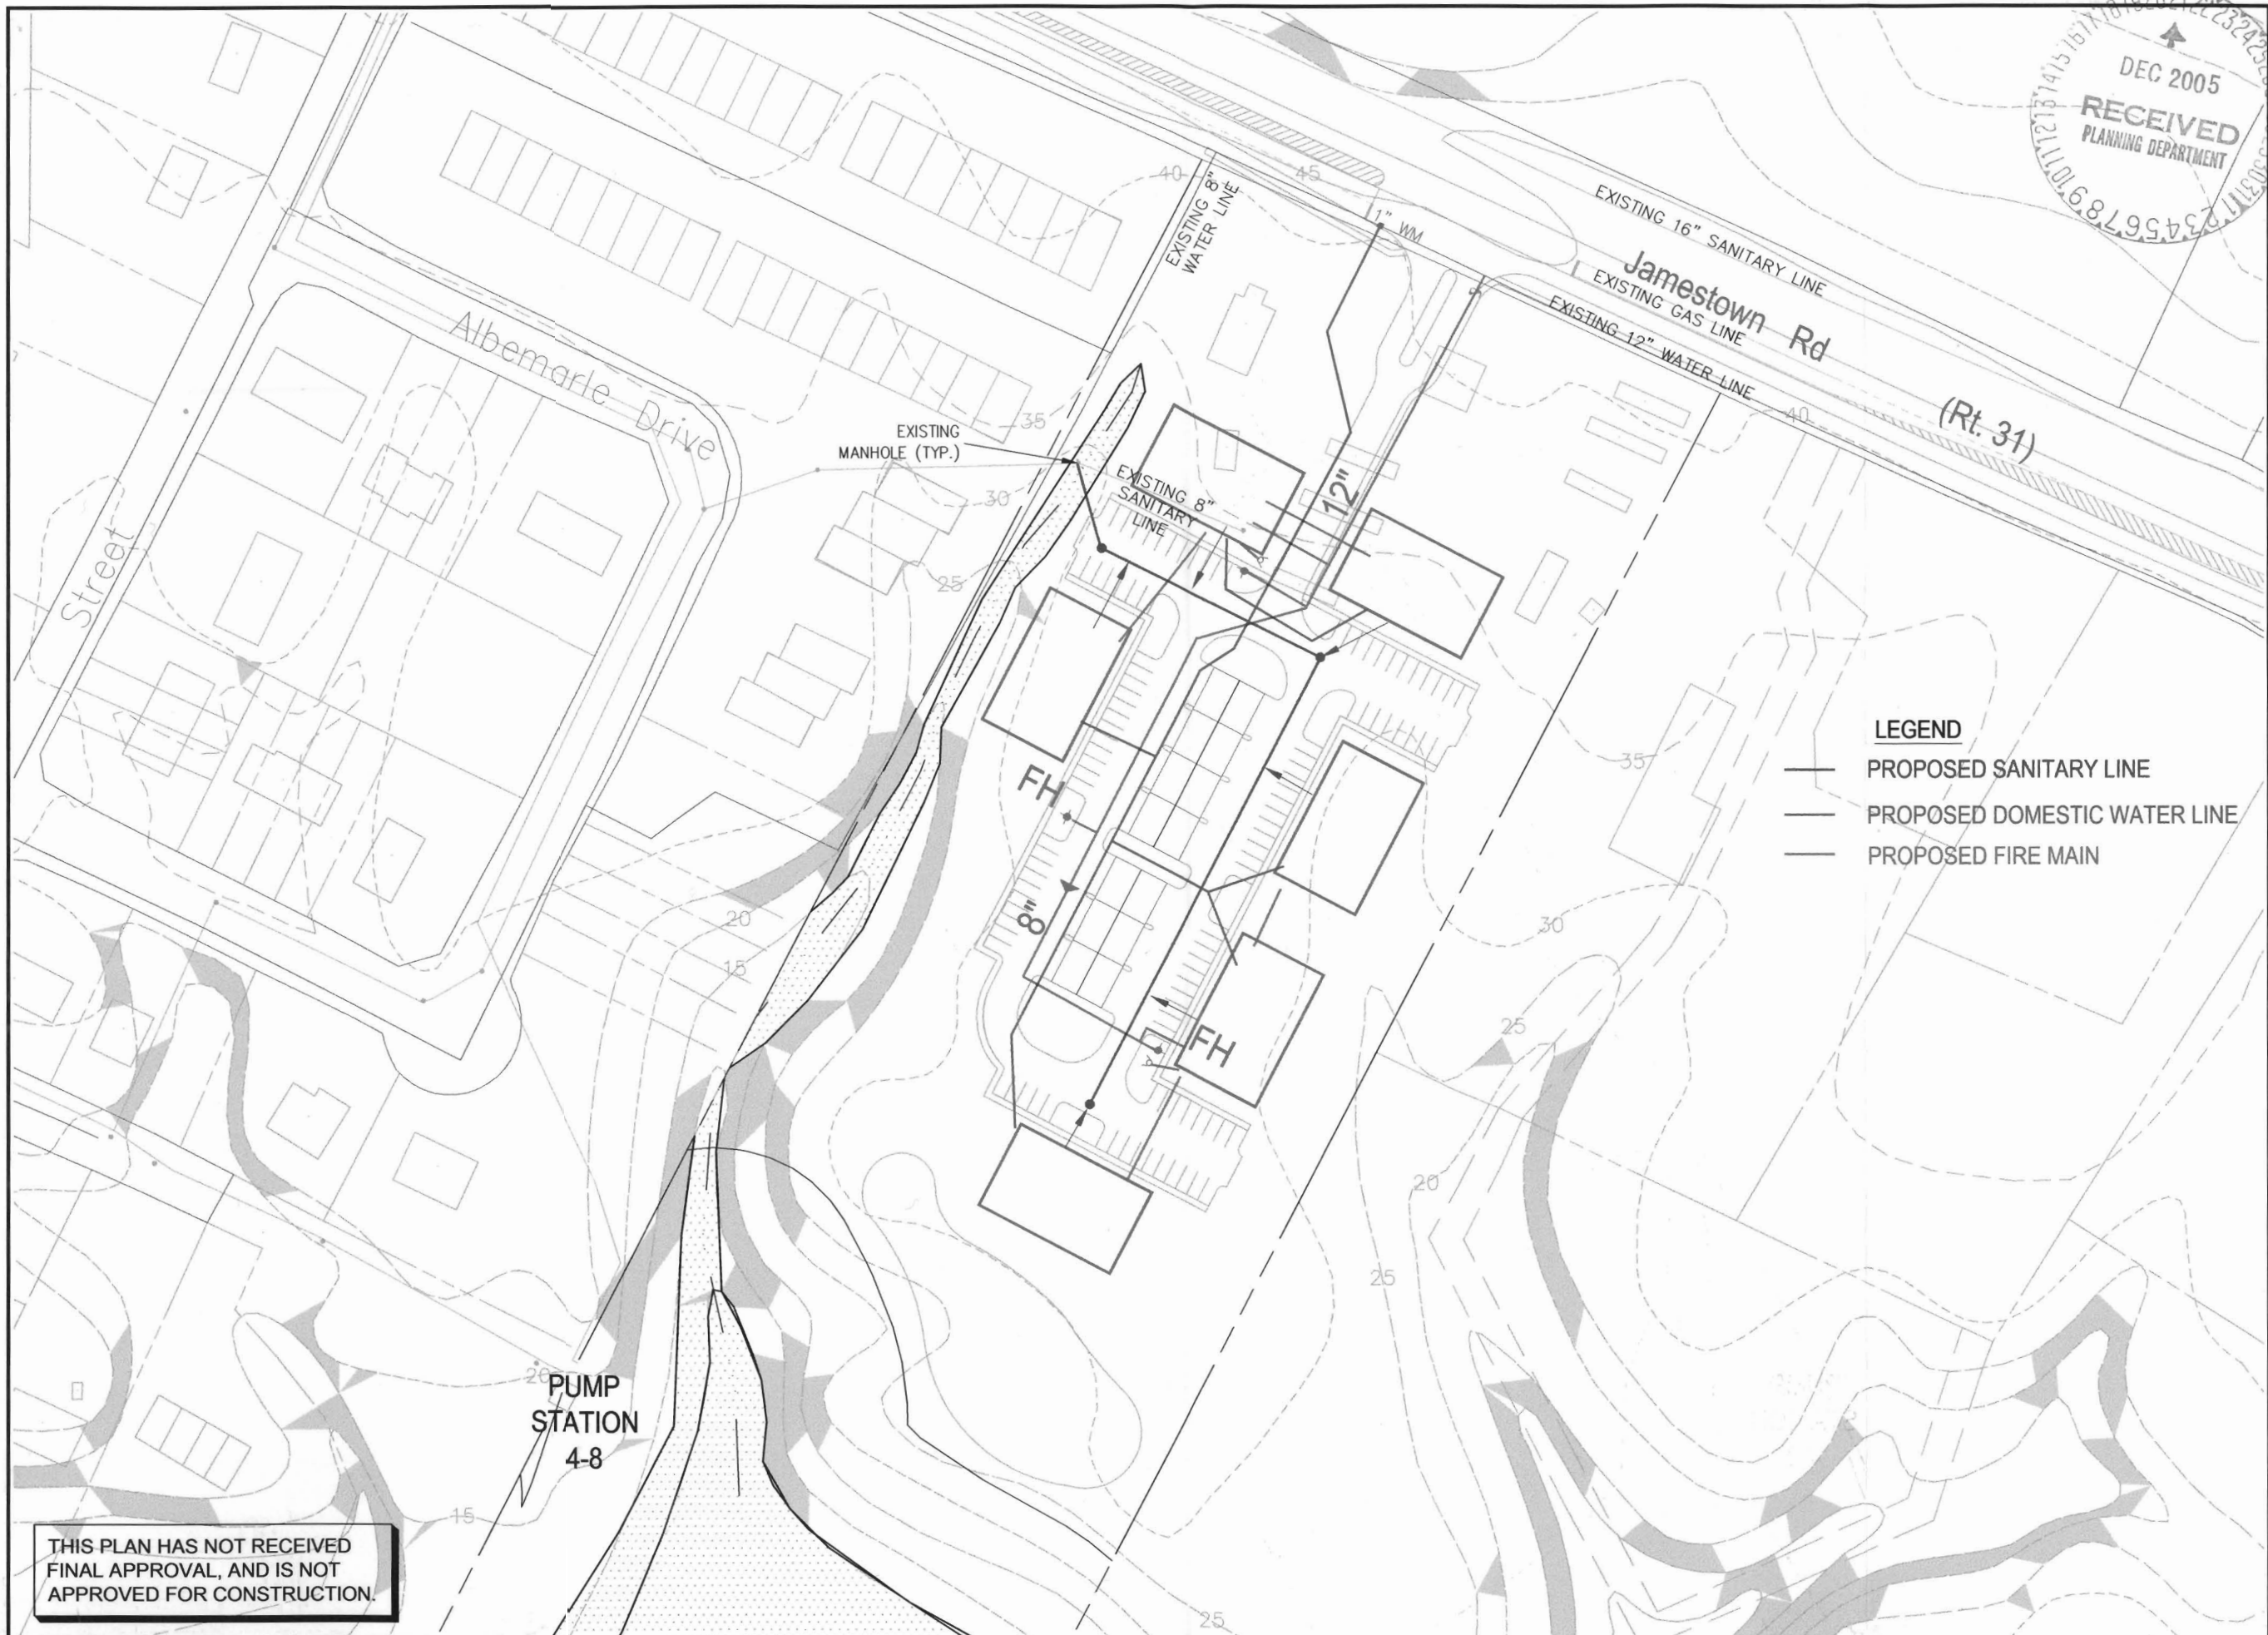 DEC 2005
RECEIVED
PLANNING DEPARTMENT
40
45
EXISTING 8"
WATER LINE
1" WM
EXISTING 16" SANITARY LINE
Jamestown Rd
(Rt. 31)
EXISTING GAS LINE
EXISTING 12" WATER LINE
40
Albemarle Drive
Street
35
EXISTING
MANHOLE (TYP.)
30
EXISTING 8"
SANITARY
LINE
12"
25
FH
8"
FH
20
15
LEGEND
PROPOSED SANITARY LINE
PROPOSED DOMESTIC WATER LINE
PROPOSED FIRE MAIN
35
30
25
20
25
20
PUMP
STATION
4-8
15
25
THIS PLAN HAS NOT RECEIVED
FINAL APPROVAL, AND IS NOT
APPROVED FOR CONSTRUCTION.